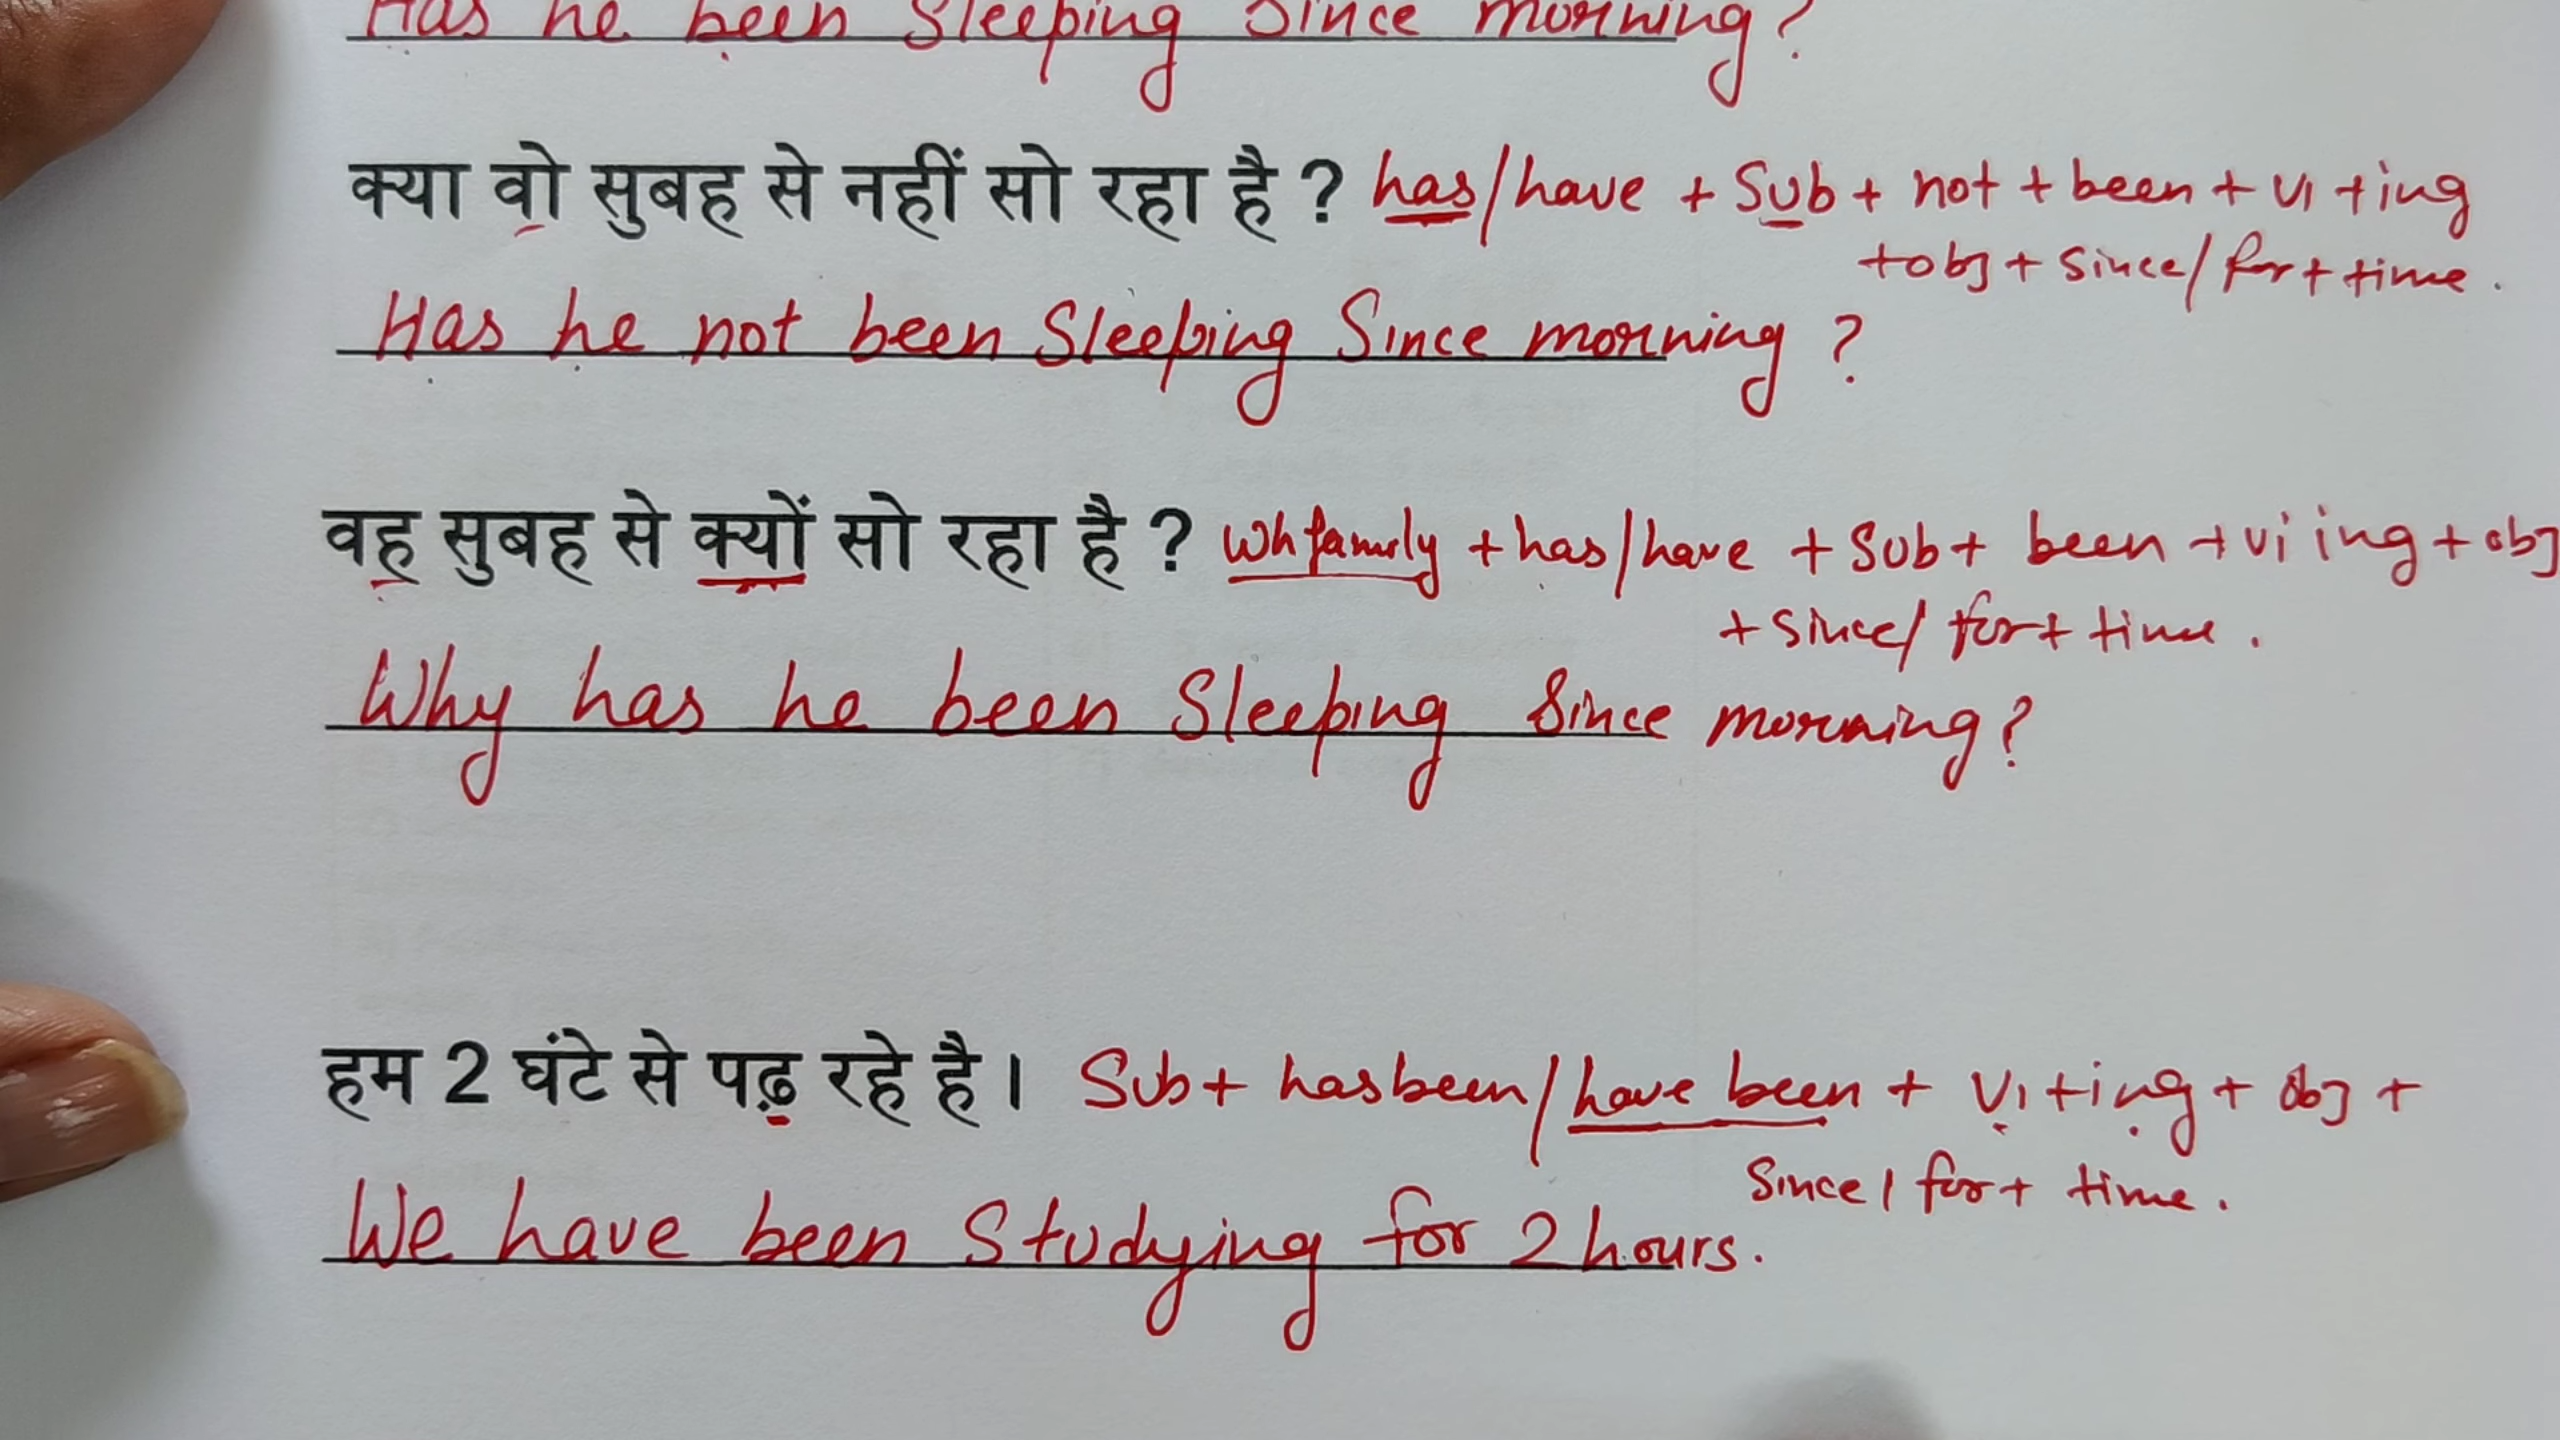 Has he been Sleeping Since morning?
क्या वो सुबह से नहीं सो रहा है ? has/have + Sub + not + been + v1 + ing
+ obj + since/for + time.
Has he not been Sleeping Since morning ?
वह सुबह से क्यों सो रहा है ? Wh family + has/have + Sub + been + v1 ing + obj
+ since/for + time.
Why has he been Sleeping Since morning?
हम 2 घंटे से पढ़ रहे है । Sub + has been/have been + V1 + ing + obj +
Since/for + time.
We have been Studying for 2 hours.